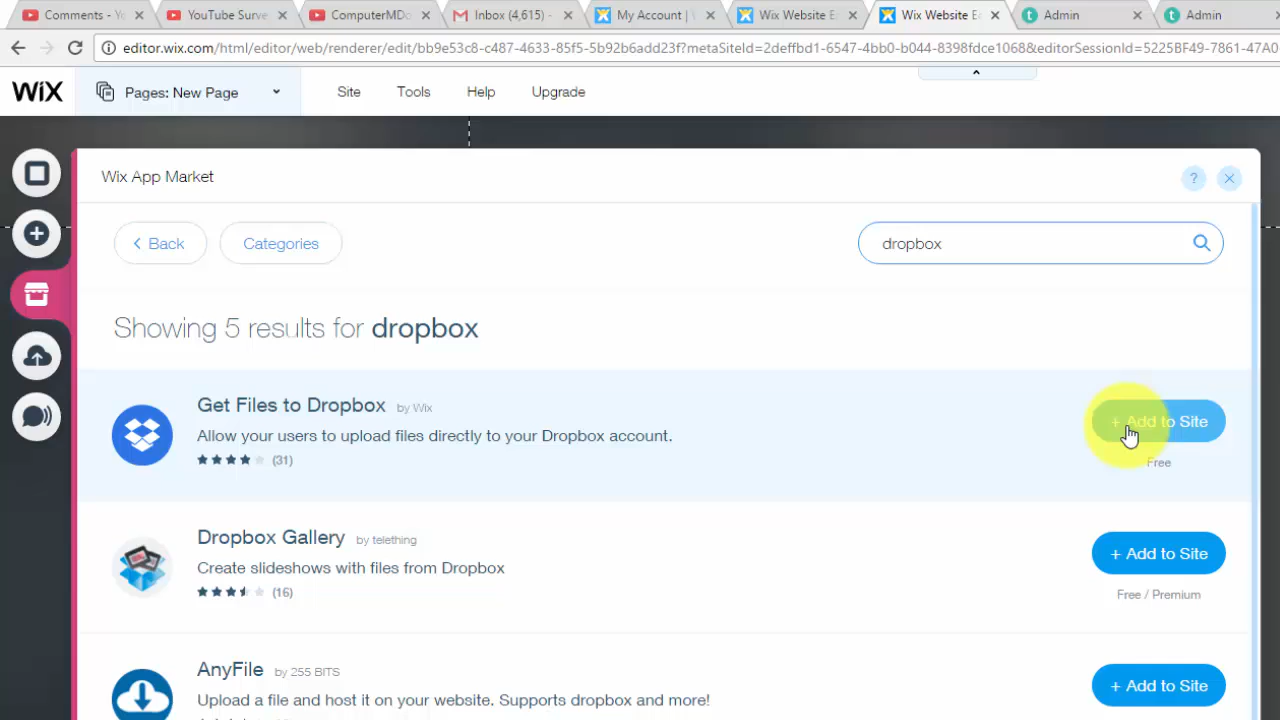 Comments - Yo
YouTube Surve
ComputerMDo
Inbox (4,615) -
My Account | W
Wix Website E
Wix Website Ed
Admin
Admin
editor.wix.com/html/editor/web/renderer/edit/bb9e53c8-c487-4633-85f5-5b92b6add23f?metaSiteId=2deffbd1-6547-4bb0-b044-8398fdce1068&editorSessionId=5225BF49-7861-47A0
WiX Pages: New Page Site Tools Help Upgrade
Wix App Market ?
Back Categories dropbox
Showing 5 results for dropbox
Get Files to Dropbox by Wix
Allow your users to upload files directly to your Dropbox account.
(31)
+ Add to Site
Free
Dropbox Gallery by telething
Create slideshows with files from Dropbox
(16)
+ Add to Site
Free / Premium
AnyFile by 255 BITS
Upload a file and host it on your website. Supports dropbox and more!
+ Add to Site